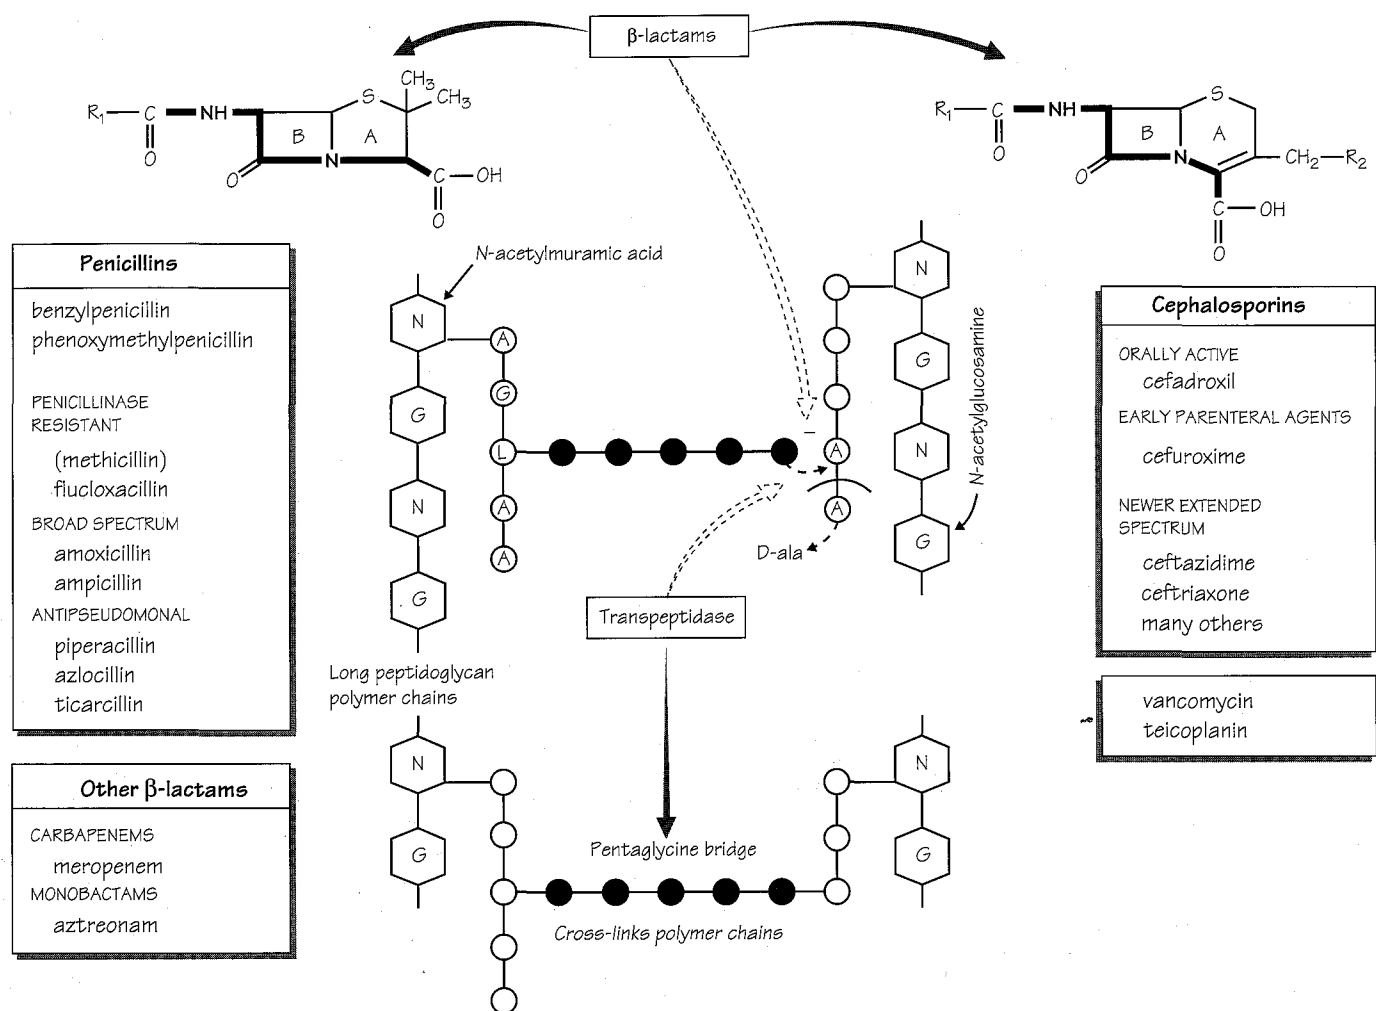 β-lactams
CH₃
CH₃
S
R₁ C NH
B A
N
O
O
C OH
O
S
R₁ C NH
B A
N
O
O
CH₂ R₂
C OH
O
Penicillins
benzylpenicillin
phenoxymethylpenicillin
PENICILLINASE
RESISTANT
(methicillin)
flucloxacillin
BROAD SPECTRUM
amoxicillin
ampicillin
ANTIPSEUDOMONAL
piperacillin
azlocillin
ticarcillin
Other β-lactams
CARBAPENEMS
meropenem
MONOBACTAMS
aztreonam
N-acetylmuramic acid
N
G
N
G
A
G
L
A
A
Long peptidoglycan
polymer chains
–
A
A
D-ala
Transpeptidase
N
G
N
G
N-acetylglucosamine
N
G
Pentaglycine bridge
Cross-links polymer chains
N
G
Cephalosporins
ORALLY ACTIVE
cefadroxil
EARLY PARENTERAL AGENTS
cefuroxime
NEWER EXTENDED
SPECTRUM
ceftazidime
ceftriaxone
many others
vancomycin
teicoplanin